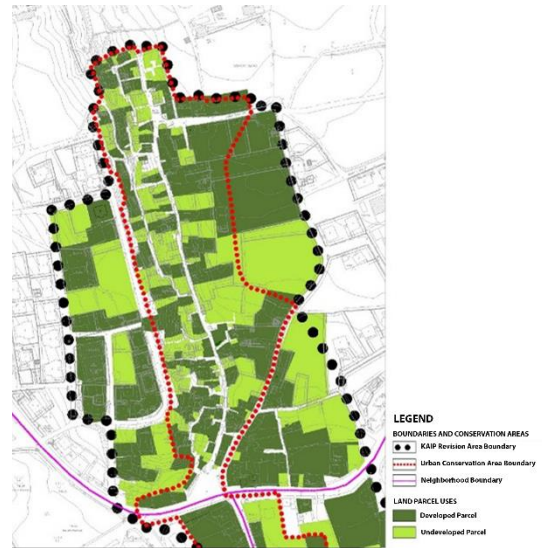 LEGEND
BOUNDARIES AND CONSERVATION AREAS
KAIP Revision Area Boundary
Urban Conservation Area Boundary
Neighborhood Boundary
LAND PARCEL USES
Developed Parcel
Undeveloped Parcel